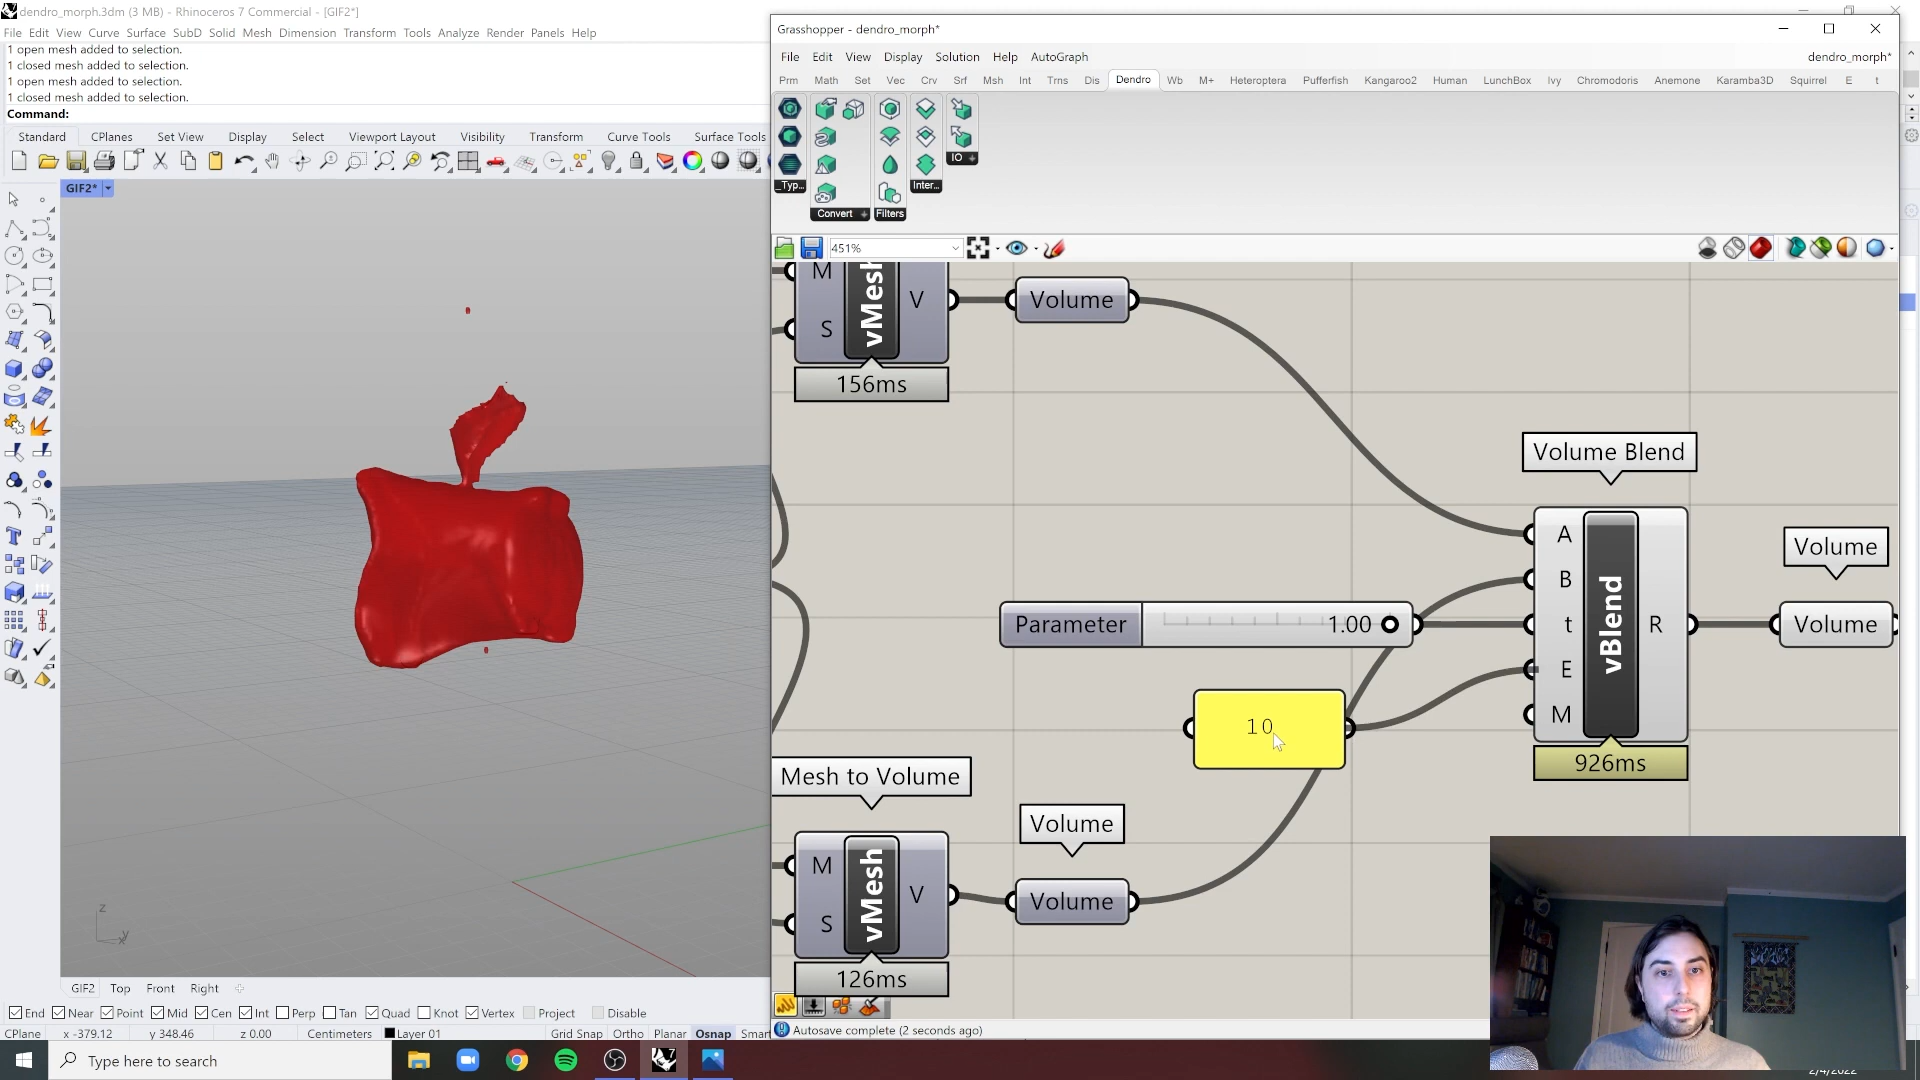 dendro_morph.3dm (3 MB) - Rhinoceros 7 Commercial - [GIF2*]
File Edit View Curve Surface SubD Solid Mesh Dimension Transform Tools Analyze Render Panels Help
1 open mesh added to selection.
1 closed mesh added to selection.
1 open mesh added to selection.
1 closed mesh added to selection.
Command:
Standard CPlanes Set View Display Select Viewport Layout Visibility Transform Curve Tools Surface Tools
GIF2*
z
y
GIF2 Top Front Right
End Near Point Mid Cen Int Perp Tan Quad Knot Vertex Project Disable
CPlane x -379.12 y 348.46 z 0.00 Centimeters Layer 01 Grid Snap Ortho Planar Osnap Smar
Type here to search
Grasshopper - dendro_morph*
File Edit View Display Solution Help AutoGraph
dendro_morph*
Prm Math Set Vec Crv Srf Msh Int Trns Dis Dendro Wb M+ Heteroptera Pufferfish Kangaroo2 Human LunchBox Ivy Chromodoris Anemone Karamba3D Squirrel E t
_Typ... Convert Filters Inter... IO
451%
M
S
vMesh
V
156ms
Volume
Volume Blend
A
B
t
E
M
vBlend
R
926ms
Volume
Volume
Parameter 1.00
10
Mesh to Volume
M
S
vMesh
V
126ms
Volume
Volume
Autosave complete (2 seconds ago)
2/4/2022